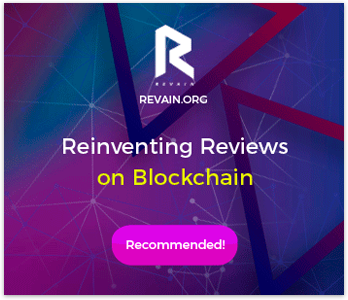 R
REVAIN
REVAIN.ORG
Reinventing Reviews
on Blockchain
Recommended!